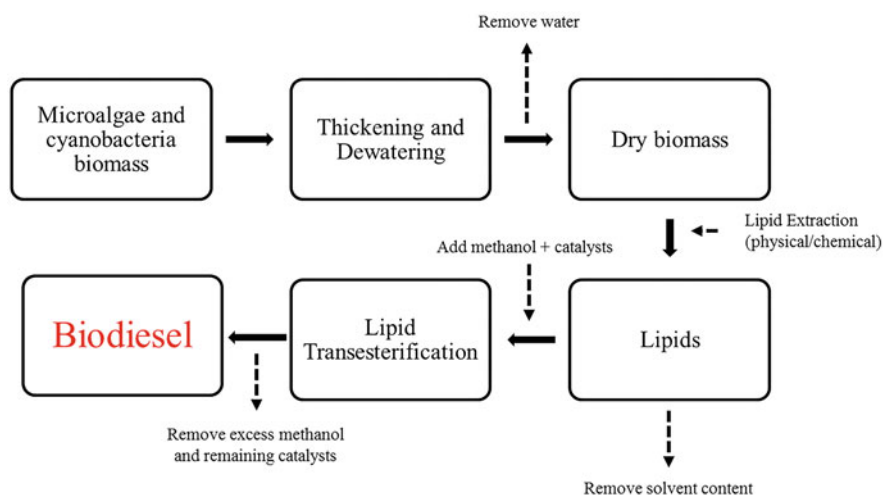 Remove water
Microalgae and
cyanobacteria
biomass
Thickening and
Dewatering
Dry biomass
Lipid Extraction
(physical/chemical)
Add methanol + catalysts
Biodiesel
Lipid
Transesterification
Lipids
Remove excess methanol
and remaining catalysts
Remove solvent content